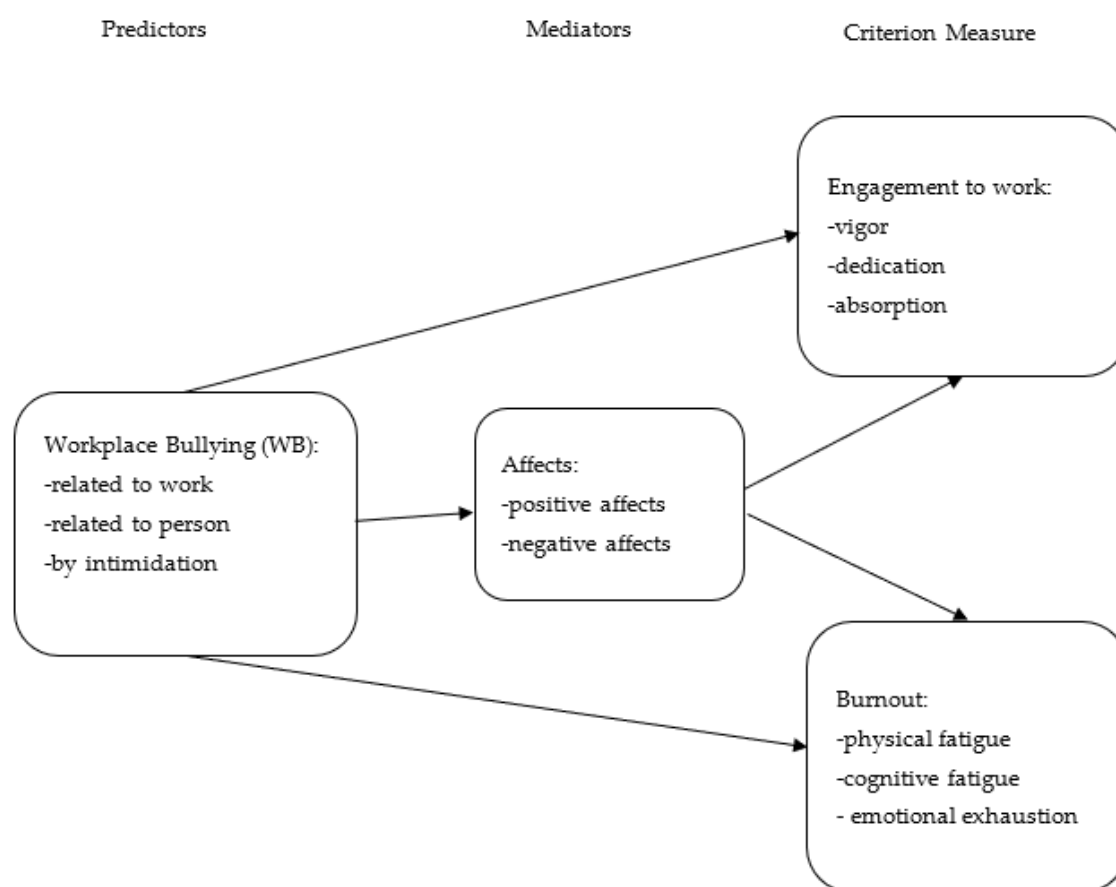 Predictors
Mediators
Criterion Measure
Engagement to work:
-vigor
-dedication
-absorption
Workplace Bullying (WB):
-related to work
-related to person
-by intimidation
Affects:
-positive affects
-negative affects
Burnout:
-physical fatigue
-cognitive fatigue
- emotional exhaustion